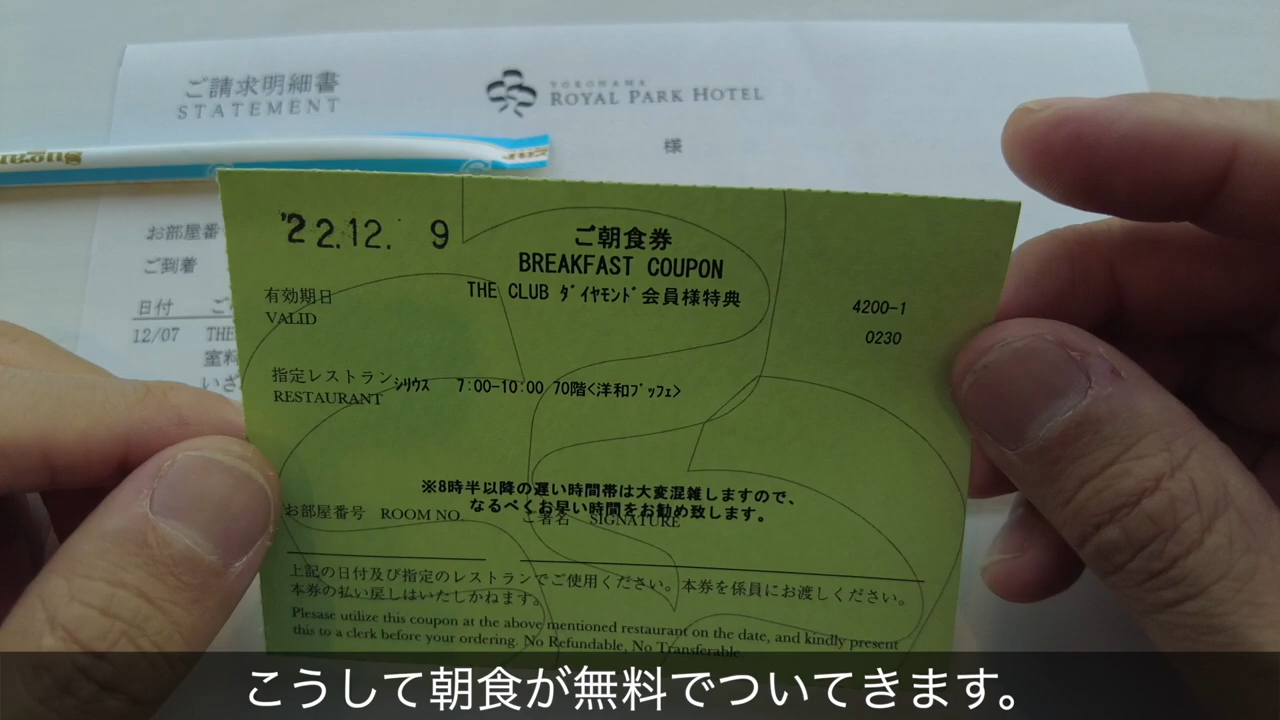 ご請求明細書
STATEMENT
YOKOHAMA
ROYAL PARK HOTEL
様
お部屋番
ご到着
日付
12/07 THE
室料
いざ
'22.12. 9
ご朝食券
BREAKFAST COUPON
THE CLUB ﾀﾞｲﾔﾓﾝﾄﾞ会員様特典
有効期日
VALID
4200-1
0230
指定レストラン
RESTAURANT
ｼﾘｳｽ 7:00-10:00 70階<洋和ﾌﾞｯﾌｪ>
※8時半以降の遅い時間帯は大変混雑しますので、
なるべくお早い時間をお勧め致します。
お部屋番号 ROOM NO. ご署名 SIGNATURE
上記の日付及び指定のレストランでご使用ください。本券を係員にお渡しください。
本券の払い戻しはいたしかねます。
Plesase utilize this coupon at the above mentioned restaurant on the date, and kindly present
this to a clerk before your ordering. No Refundable, No Transferable.
こうして朝食が無料でついてきます。